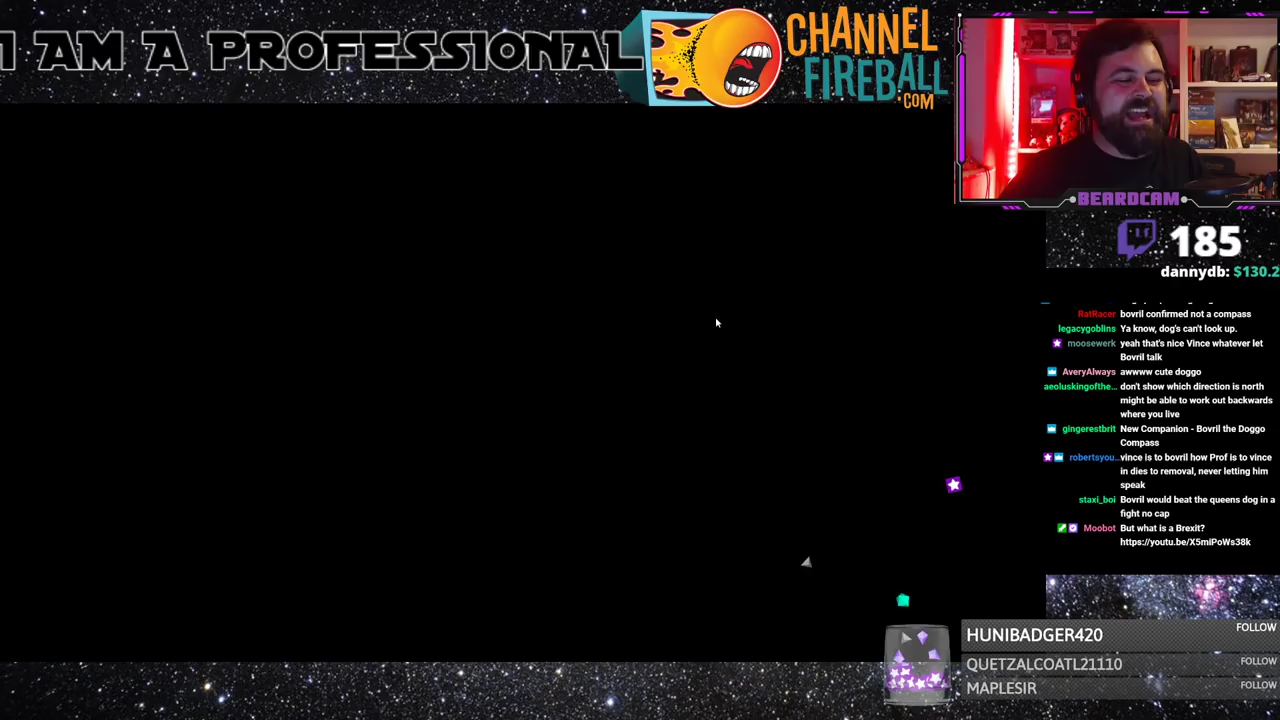 I AM A PROFESSIONAL
CHANNEL
FIREBALL
.COM
BEARDCAM
185
dannydb: $130.2
RatRacer bovril confirmed not a compass
legacygoblins Ya know, dog's can't look up.
moosewerk yeah that's nice Vince whatever let
Bovril talk
AveryAlways awwww cute doggo
aeoluskingofthe... don't show which direction is north
might be able to work out backwards
where you live
gingerestbrit New Companion - Bovril the Doggo
Compass
robertsyou... vince is to bovril how Prof is to vince
in dies to removal, never letting him
speak
staxi_boi Bovril would beat the queens dog in a
fight no cap
Moobot But what is a Brexit?
https://youtu.be/X5miPoWs38k
HUNIBADGER420 FOLLOW
QUETZALCOATL21110 FOLLOW
MAPLESIR FOLLOW